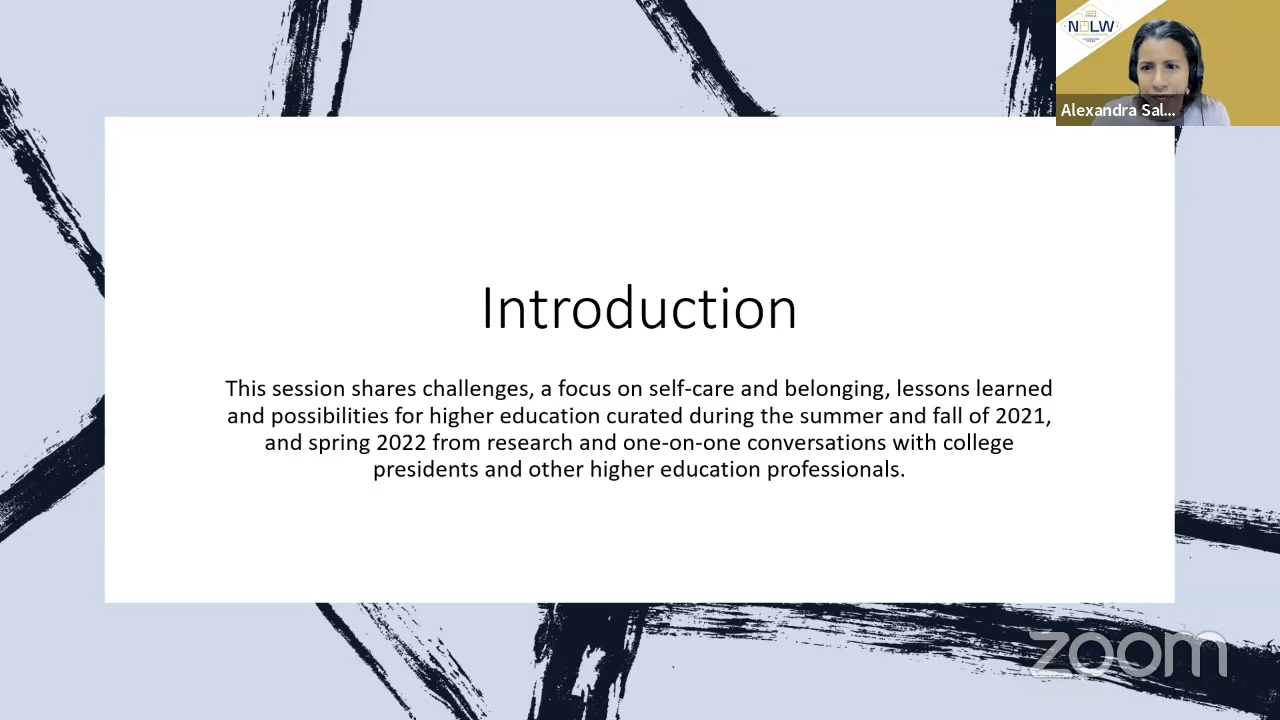 NOLW
Alexandra Sal...
Introduction
This session shares challenges, a focus on self-care and belonging, lessons learned
and possibilities for higher education curated during the summer and fall of 2021,
and spring 2022 from research and one-on-one conversations with college
presidents and other higher education professionals.
zoom